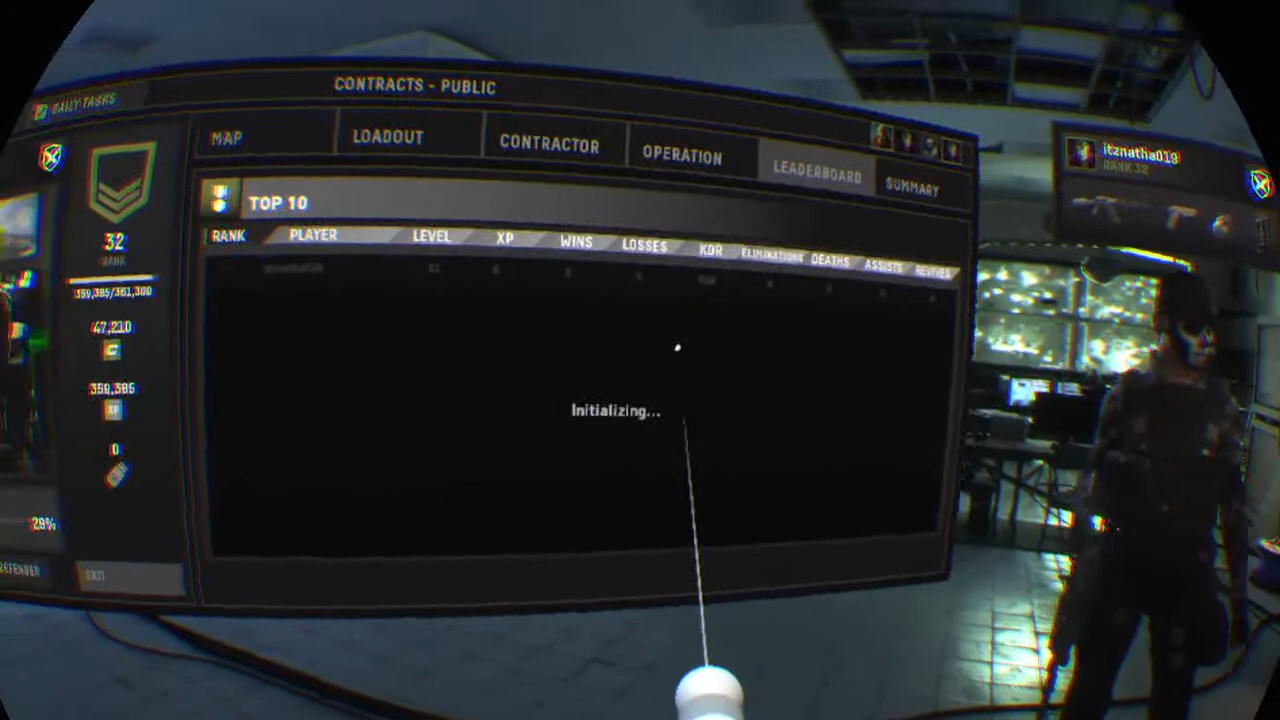 DAILY TASKS
CONTRACTS - PUBLIC
MAP
LOADOUT
CONTRACTOR
OPERATION
LEADERBOARD
SUMMARY
itznatha019
RANK 32
32
RANK
359,385/361,300
47,210
C
359,385
XP
0
29%
DEFENDER
EXIT
TOP 10
RANK PLAYER LEVEL XP WINS LOSSES KDR ELIMINATIONS DEATHS ASSISTS REVIVES
Initializing...